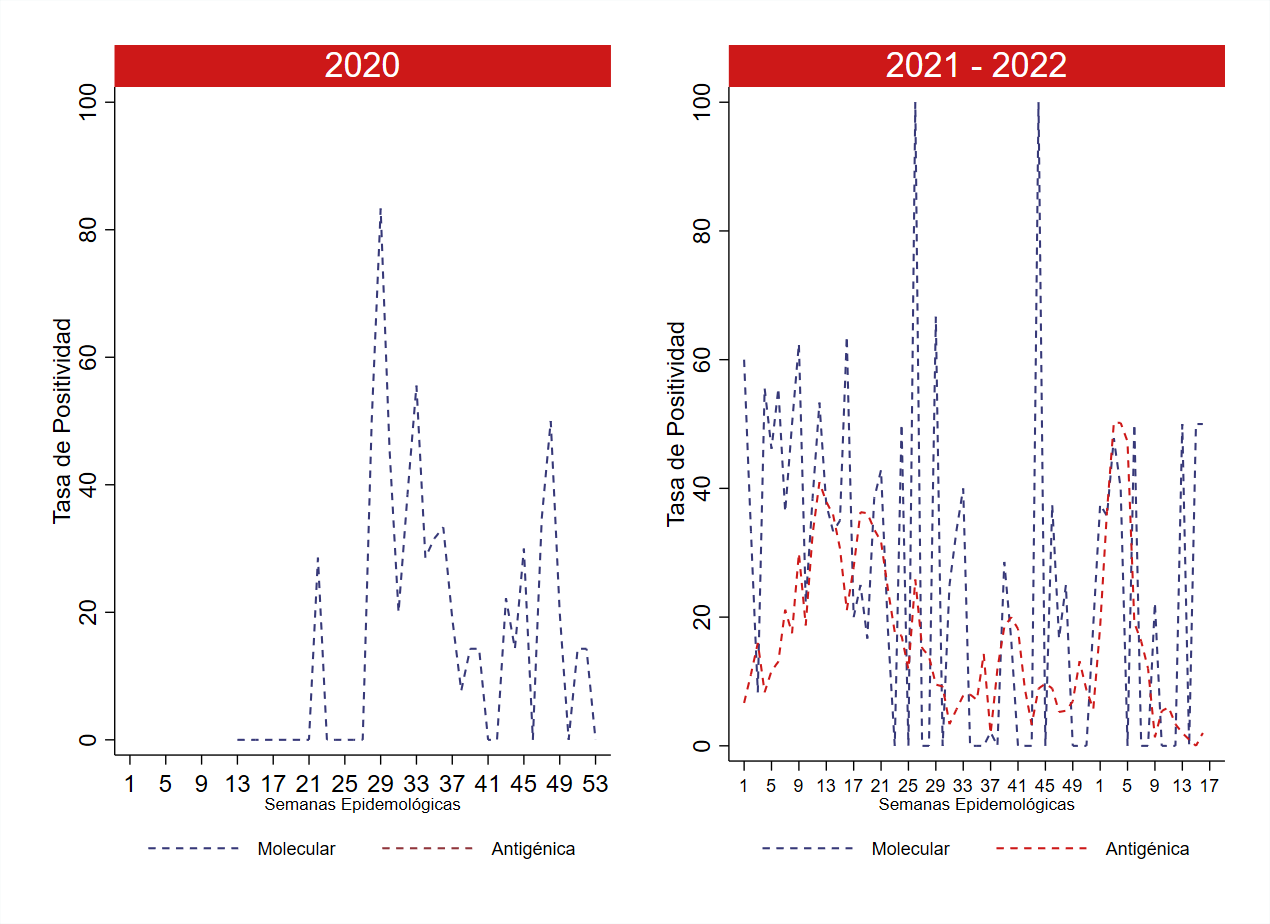 2020
100
80
60
40
20
0
Tasa de Positividad
1 5 9 13 17 21 25 29 33 37 41 45 49 53
Semanas Epidemológicas
Molecular Antigénica
2021 - 2022
100
80
60
40
20
0
Tasa de Positividad
1 5 9 13 17 21 25 29 33 37 41 45 49 1 5 9 13 17
Semanas Epidemológicas
Molecular Antigénica